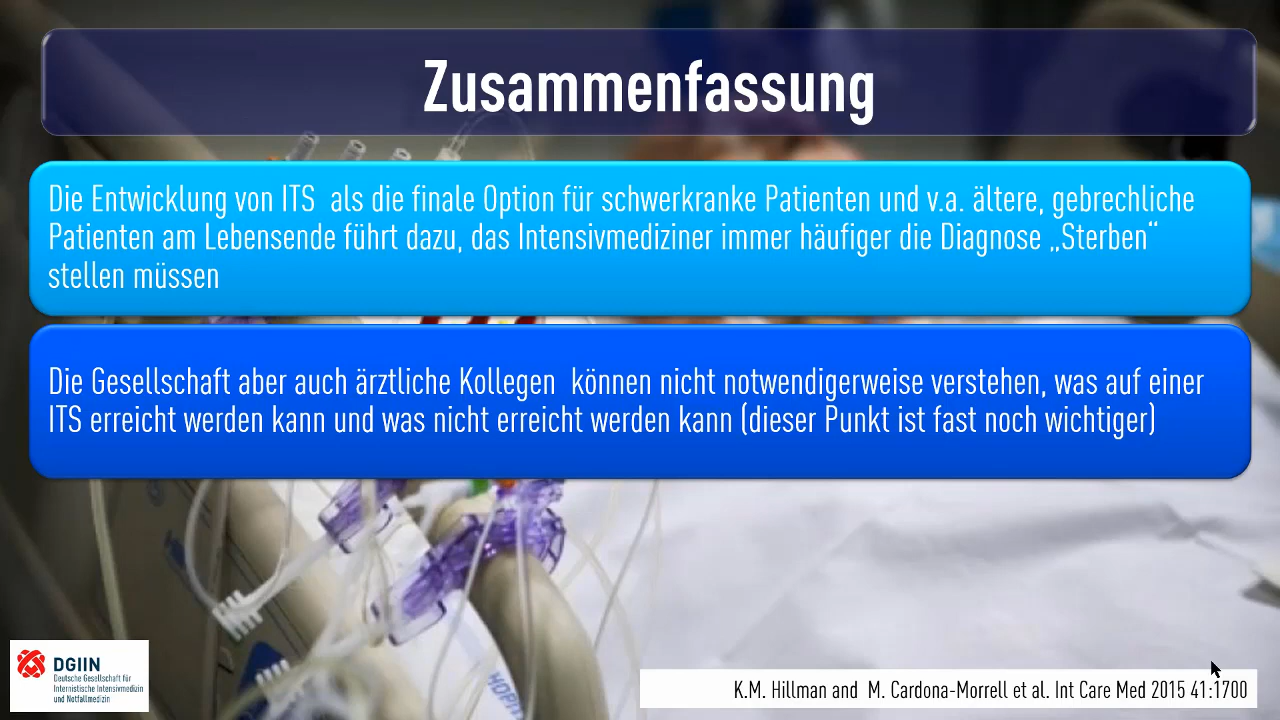 Zusammenfassung
Die Entwicklung von ITS als die finale Option für schwerkranke Patienten und v.a. ältere, gebrechliche
Patienten am Lebensende führt dazu, das Intensivmediziner immer häufiger die Diagnose „Sterben“
stellen müssen
Die Gesellschaft aber auch ärztliche Kollegen können nicht notwendigerweise verstehen, was auf einer
ITS erreicht werden kann und was nicht erreicht werden kann (dieser Punkt ist fast noch wichtiger)
DGIIN
Deutsche Gesellschaft für
Internistische Intensivmedizin
und Notfallmedizin
K.M. Hillman and M. Cardona-Morrell et al. Int Care Med 2015 41:1700